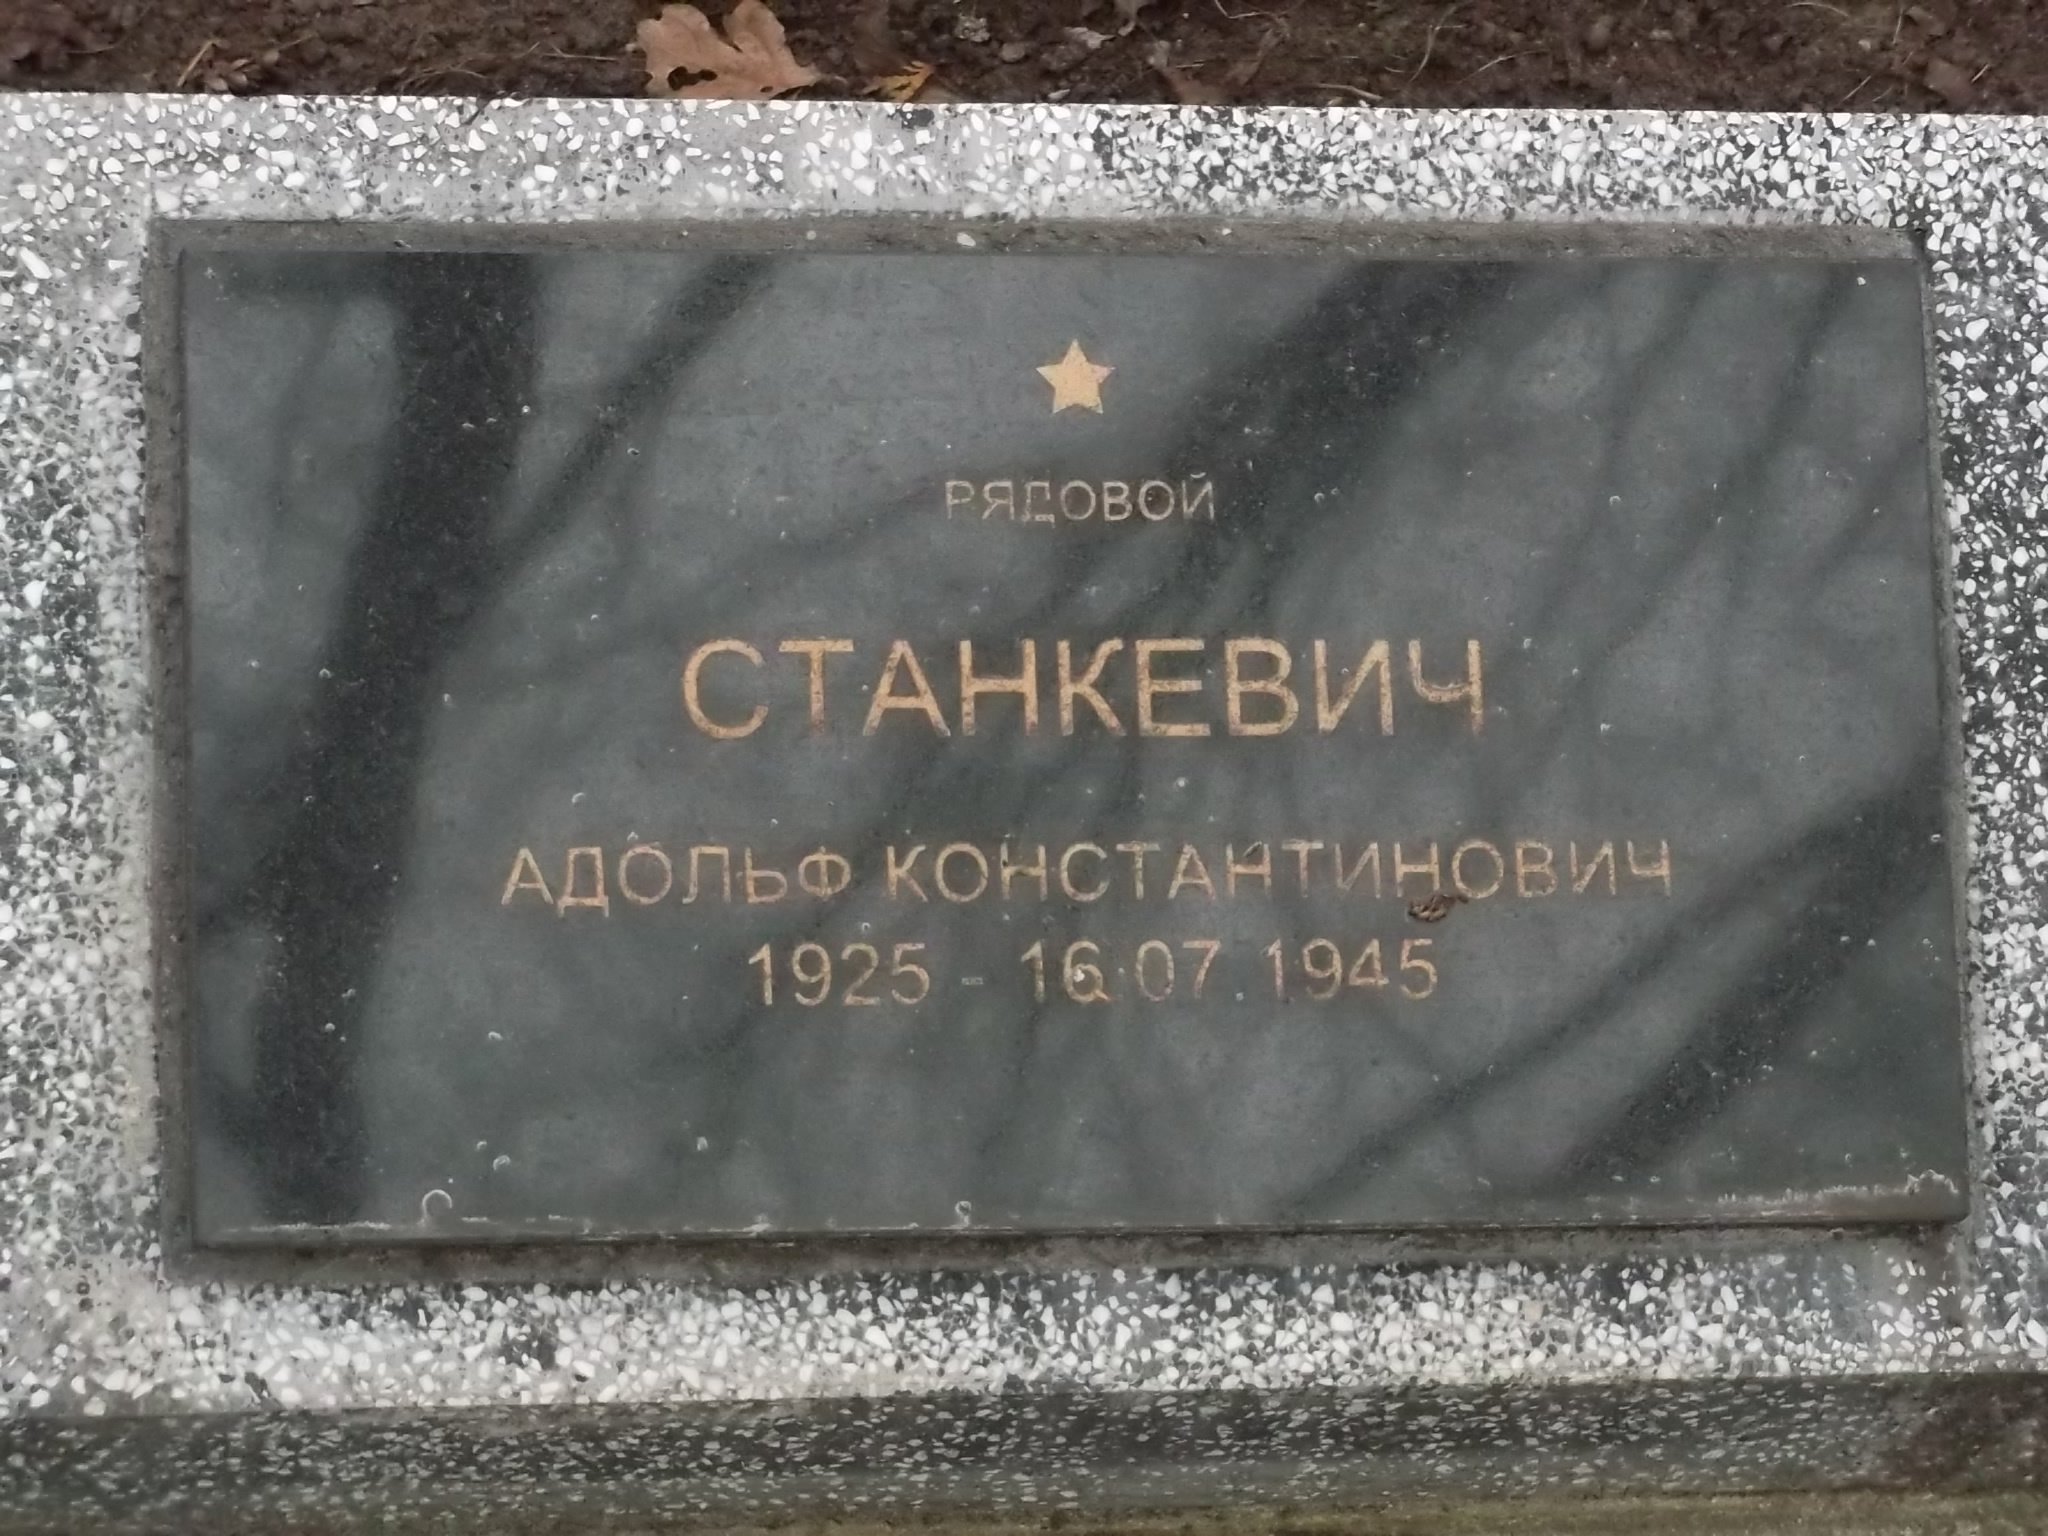 РЯДОВОЙ
СТАНКЕВИЧ
АДОЛЬФ КОНСТАНТИНОВИЧ
1925 - 16.07.1945